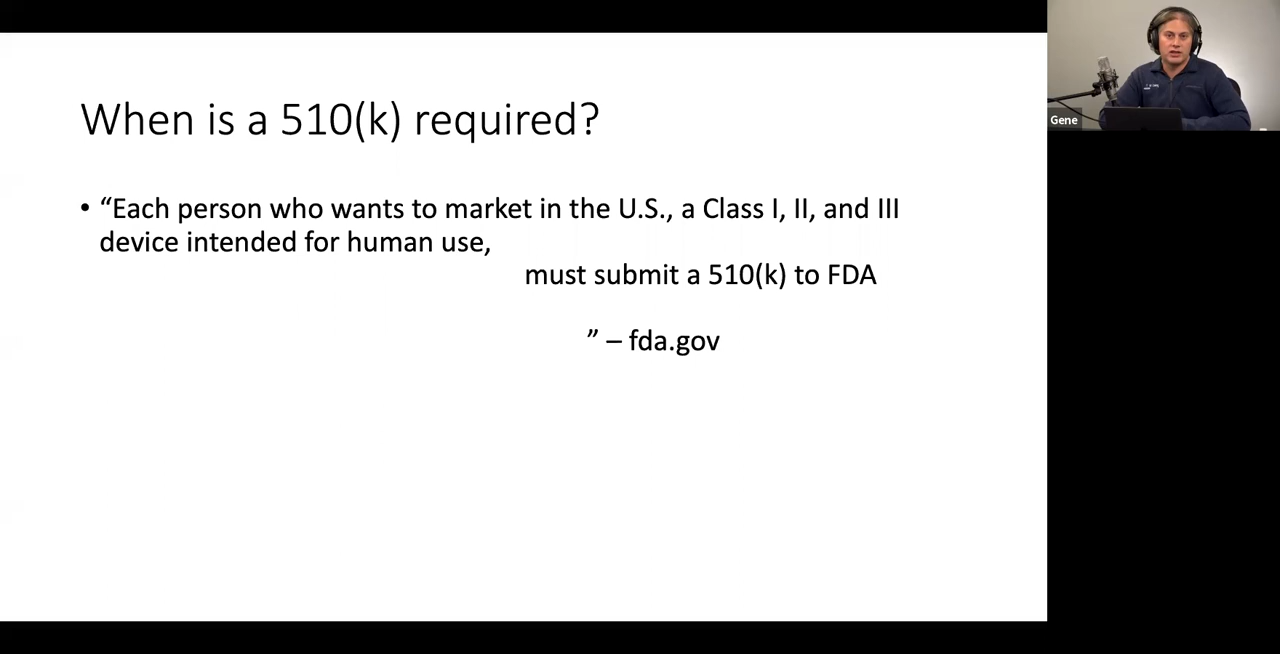 When is a 510(k) required?
• “Each person who wants to market in the U.S., a Class I, II, and III
device intended for human use,
must submit a 510(k) to FDA
” – fda.gov
Gene